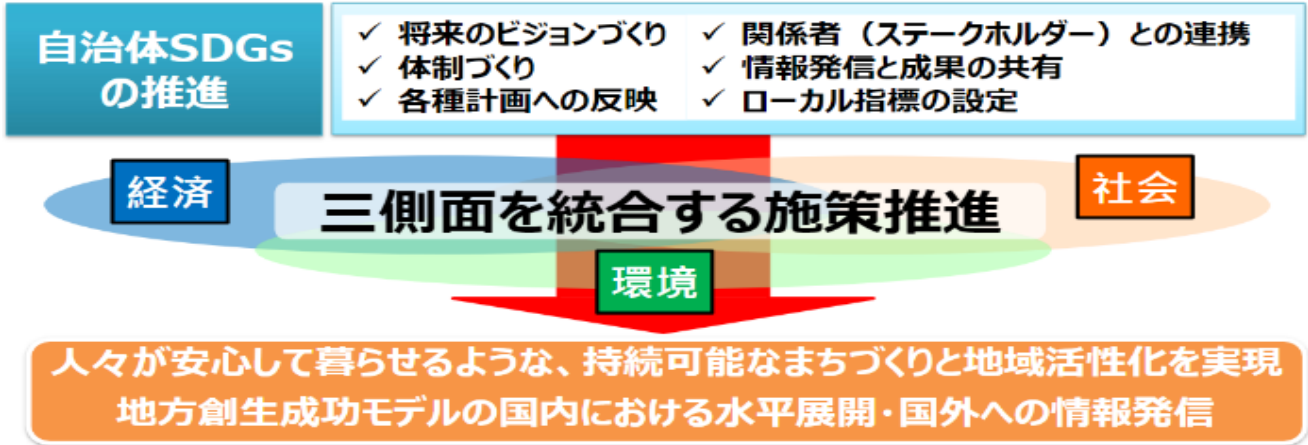 自治体SDGs
の推進
✓ 将来のビジョンづくり
✓ 体制づくり
✓ 各種計画への反映
✓ 関係者（ステークホルダー）との連携
✓ 情報発信と成果の共有
✓ ローカル指標の設定
経済
社会
三側面を統合する施策推進
環境
人々が安心して暮らせるような、持続可能なまちづくりと地域活性化を実現
地方創生成功モデルの国内における水平展開・国外への情報発信